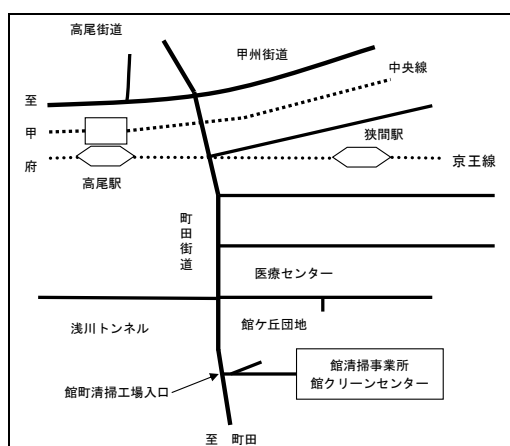 高尾街道
甲州街道
中央線
至
甲
府
狭間駅
京王線
高尾駅
町田街道
医療センター
浅川トンネル
館ケ丘団地
館清掃事業所
館クリーンセンター
館町清掃工場入口
至 町田